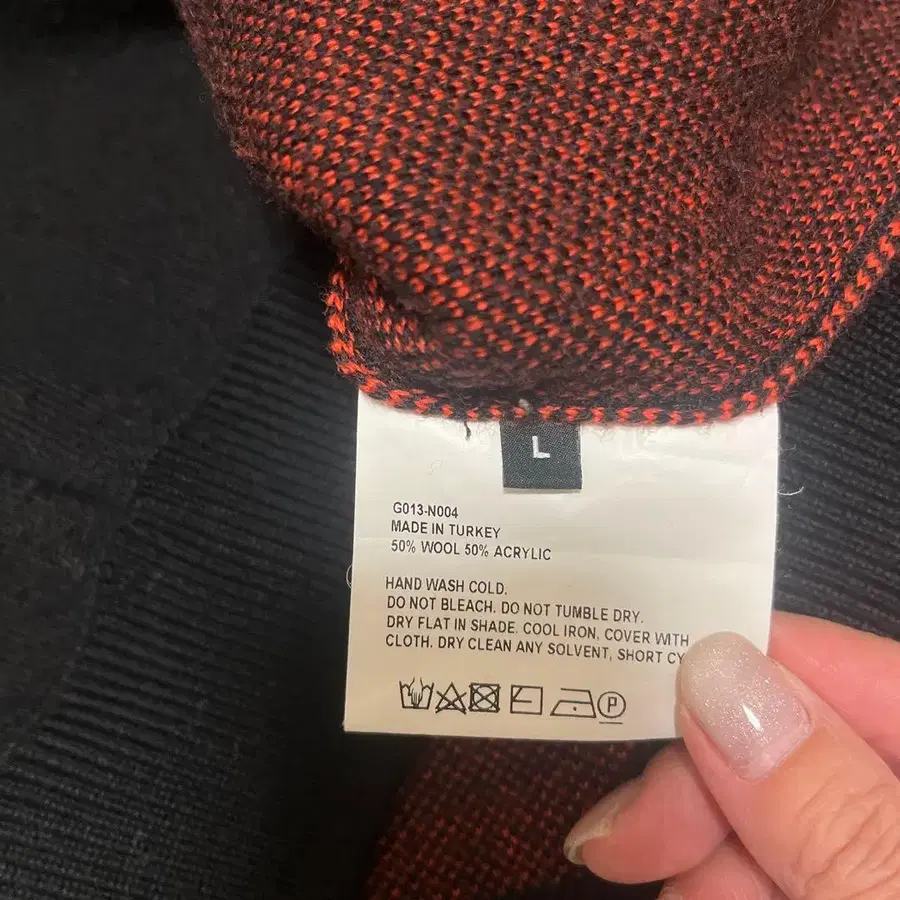 L
G013-N004
MADE IN TURKEY
50% WOOL 50% ACRYLIC
HAND WASH COLD.
DO NOT BLEACH. DO NOT TUMBLE DRY.
DRY FLAT IN SHADE. COOL IRON, COVER WITH
CLOTH. DRY CLEAN ANY SOLVENT, SHORT CY
P